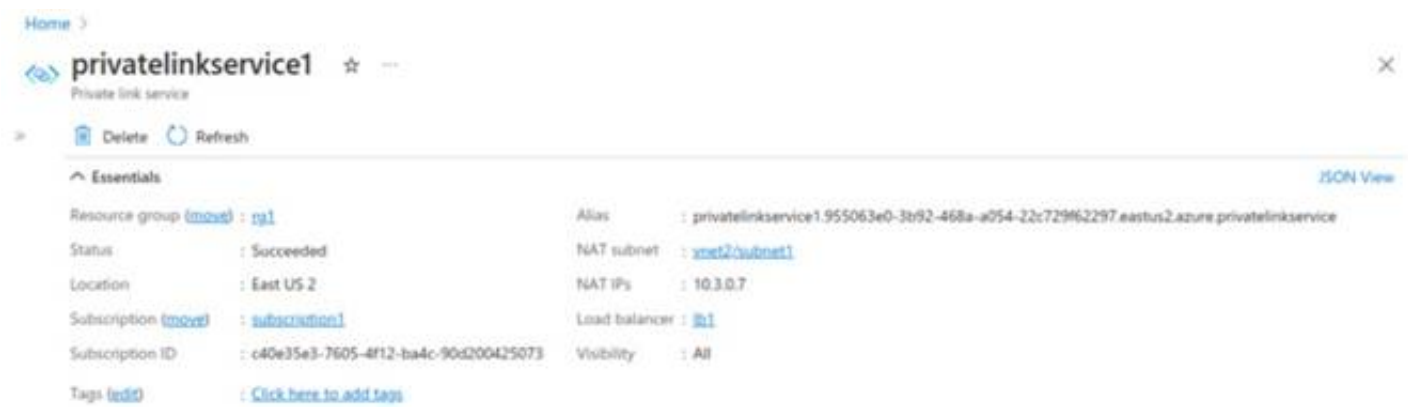 Home >
privatelinkservice1 ☆ ...
Private link service
Delete Refresh
Essentials JSON View
Resource group (move) : rg1 Alias : privatelinkservice1.955063e0-3b92-468a-a054-22c729f62297.eastus2.azure.privatelinkservice
Status : Succeeded NAT subnet : vnet2/subnet1
Location : East US 2 NAT IPs : 10.3.0.7
Subscription (move) : subscription1 Load balancer : lb1
Subscription ID : c40e35e3-7605-4f12-ba4c-90d200425073 Visibility : All
Tags (edit) : Click here to add tags